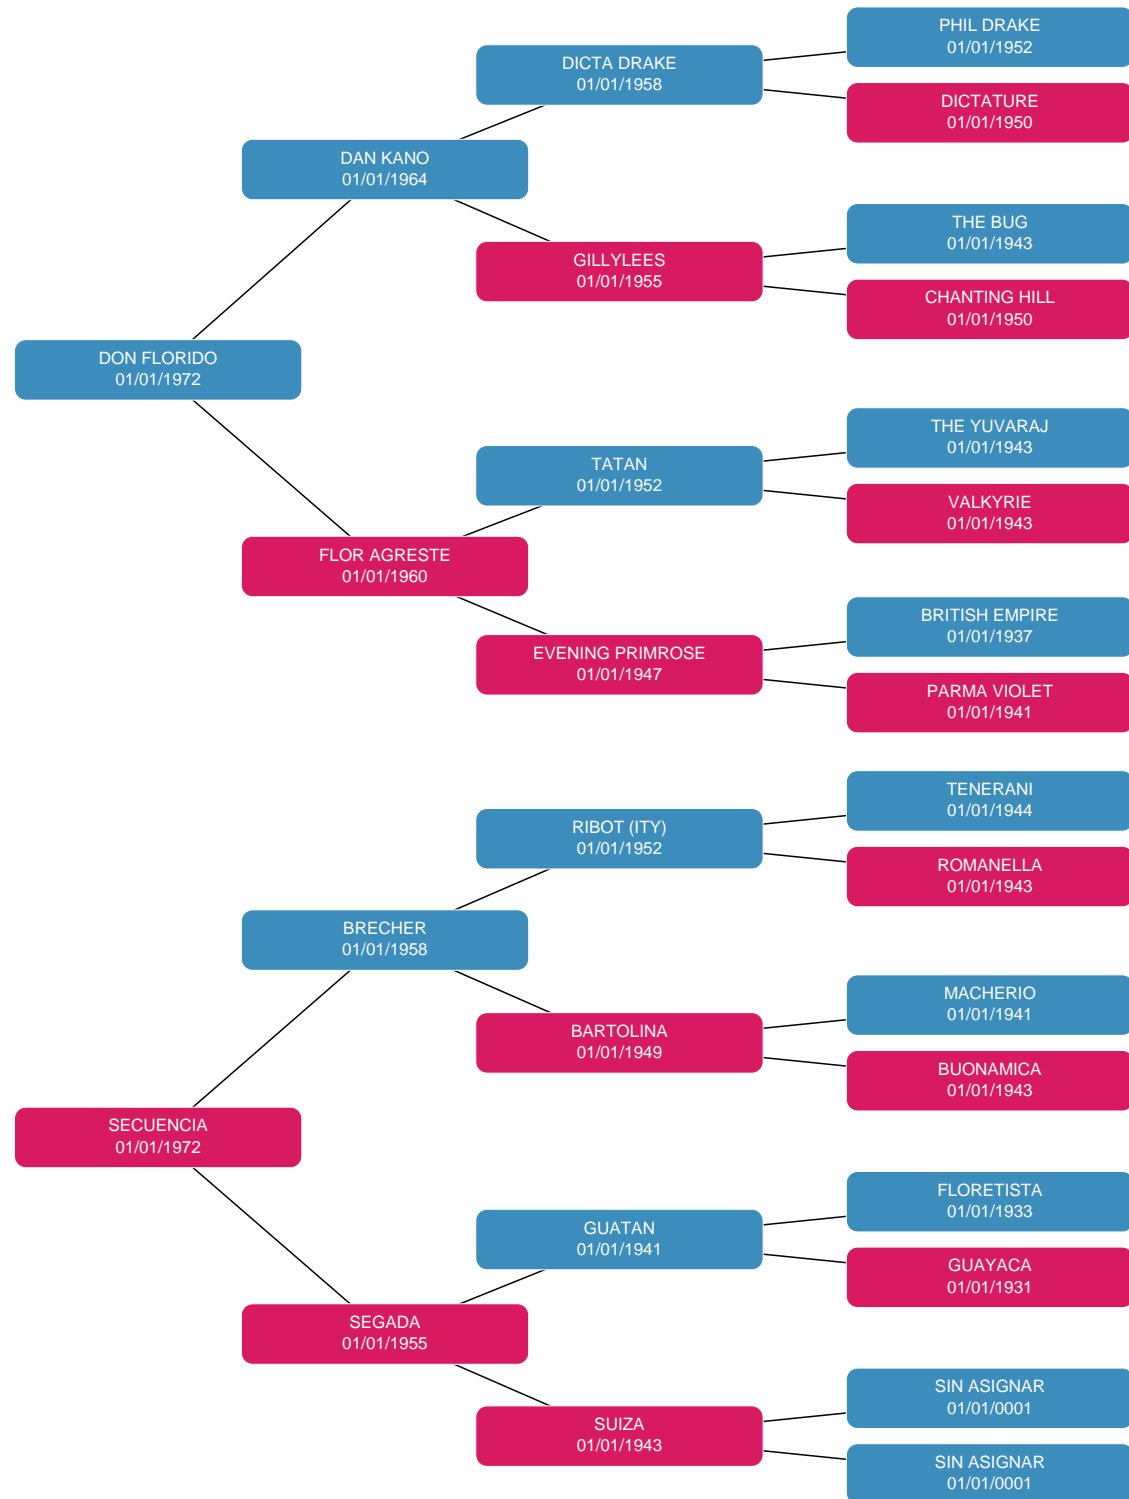 PHIL DRAKE
01/01/1952
DICTA DRAKE
01/01/1958
DICTATURE
01/01/1950
DAN KANO
01/01/1964
THE BUG
01/01/1943
GILLYLEES
01/01/1955
CHANTING HILL
01/01/1950
DON FLORIDO
01/01/1972
THE YUVARAJ
01/01/1943
TATAN
01/01/1952
VALKYRIE
01/01/1943
FLOR AGRESTE
01/01/1960
BRITISH EMPIRE
01/01/1937
EVENING PRIMROSE
01/01/1947
PARMA VIOLET
01/01/1941
TENERANI
01/01/1944
RIBOT (ITY)
01/01/1952
ROMANELLA
01/01/1943
BRECHER
01/01/1958
MACHERIO
01/01/1941
BARTOLINA
01/01/1949
BUONAMICA
01/01/1943
SECUENCIA
01/01/1972
FLORETISTA
01/01/1933
GUATAN
01/01/1941
GUAYACA
01/01/1931
SEGADA
01/01/1955
SIN ASIGNAR
01/01/0001
SUIZA
01/01/1943
SIN ASIGNAR
01/01/0001